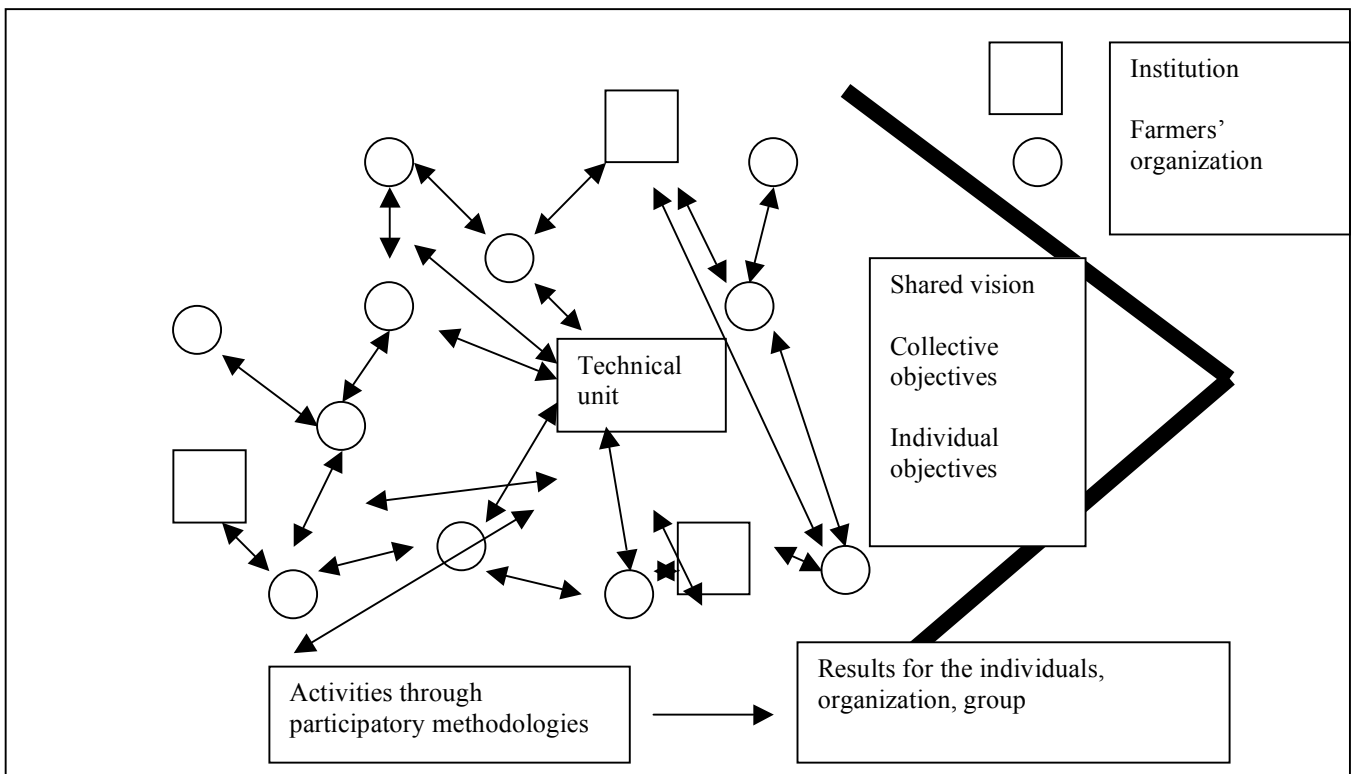 Institution
Farmers’
organization
Shared vision
Collective
objectives
Individual
objectives
Technical
unit
Activities through
participatory methodologies
Results for the individuals,
organization, group